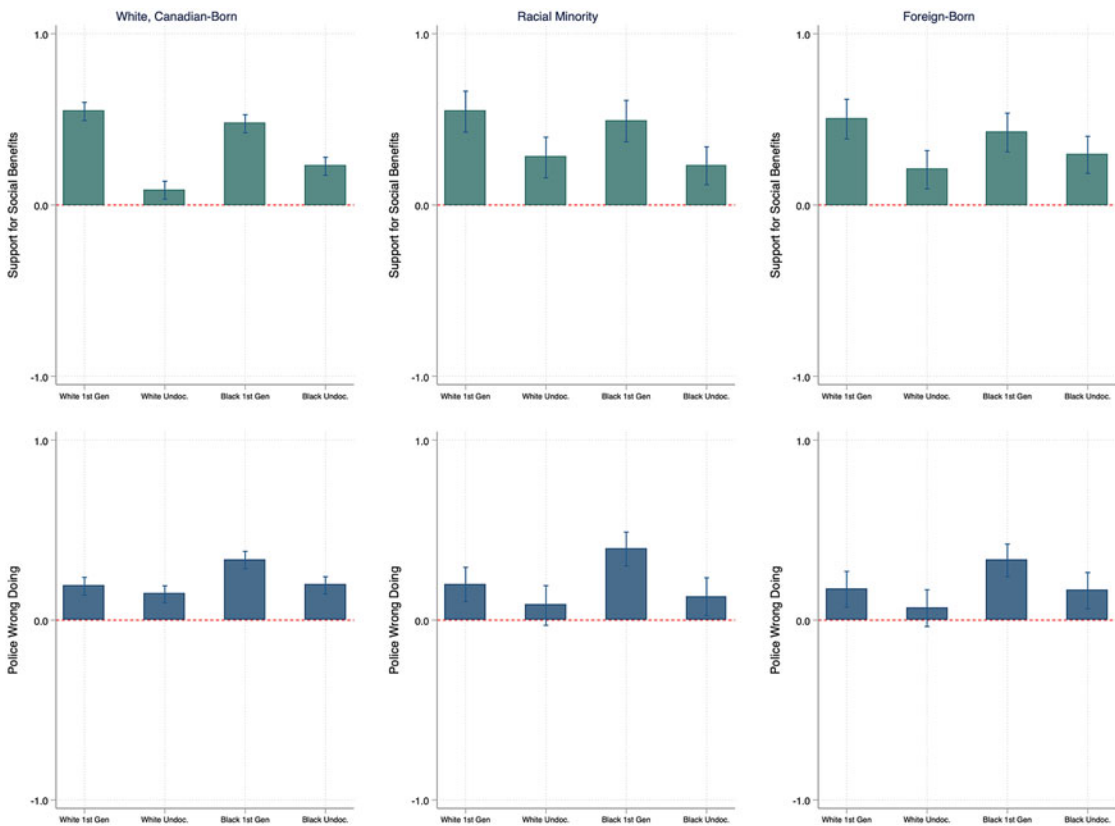 White, Canadian-Born
Racial Minority
Foreign-Born
1.0
0.0
-1.0
Support for Social Benefits
White 1st Gen White Undoc. Black 1st Gen Black Undoc.
1.0
0.0
-1.0
Support for Social Benefits
White 1st Gen White Undoc. Black 1st Gen Black Undoc.
1.0
0.0
-1.0
Support for Social Benefits
White 1st Gen White Undoc. Black 1st Gen Black Undoc.
1.0
0.0
-1.0
Police Wrong Doing
White 1st Gen White Undoc. Black 1st Gen Black Undoc.
1.0
0.0
-1.0
Police Wrong Doing
White 1st Gen White Undoc. Black 1st Gen Black Undoc.
1.0
0.0
-1.0
Police Wrong Doing
White 1st Gen White Undoc. Black 1st Gen Black Undoc.